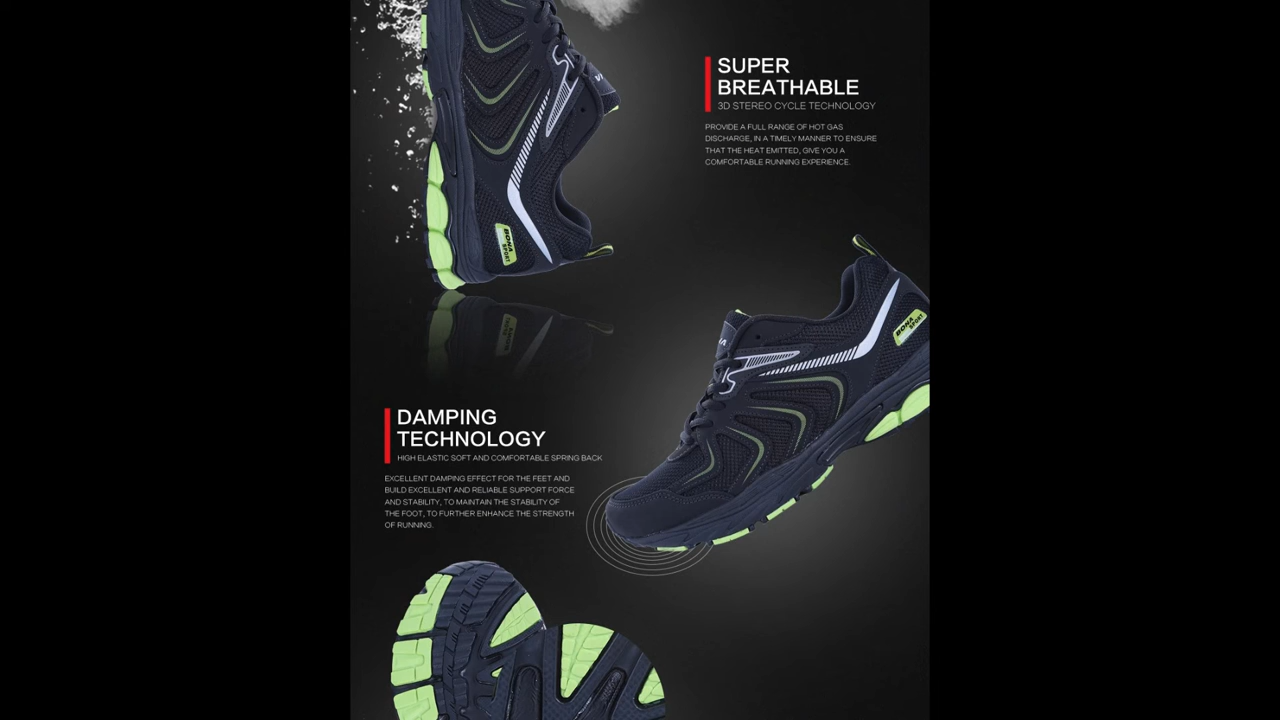 SUPER
BREATHABLE
3D STEREO CYCLE TECHNOLOGY
PROVIDE A FULL RANGE OF HOT GAS
DISCHARGE, IN A TIMELY MANNER TO ENSURE
THAT THE HEAT EMITTED, GIVE YOU A
COMFORTABLE RUNNING EXPERIENCE.
BONA
SPORT
BONA
SPORT
DAMPING
TECHNOLOGY
HIGH ELASTIC SOFT AND COMFORTABLE SPRING BACK
EXCELLENT DAMPING EFFECT FOR THE FEET AND
BUILD EXCELLENT AND RELIABLE SUPPORT FORCE
AND STABILITY, TO MAINTAIN THE STABILITY OF
THE FOOT, TO FURTHER ENHANCE THE STRENGTH
OF RUNNING.